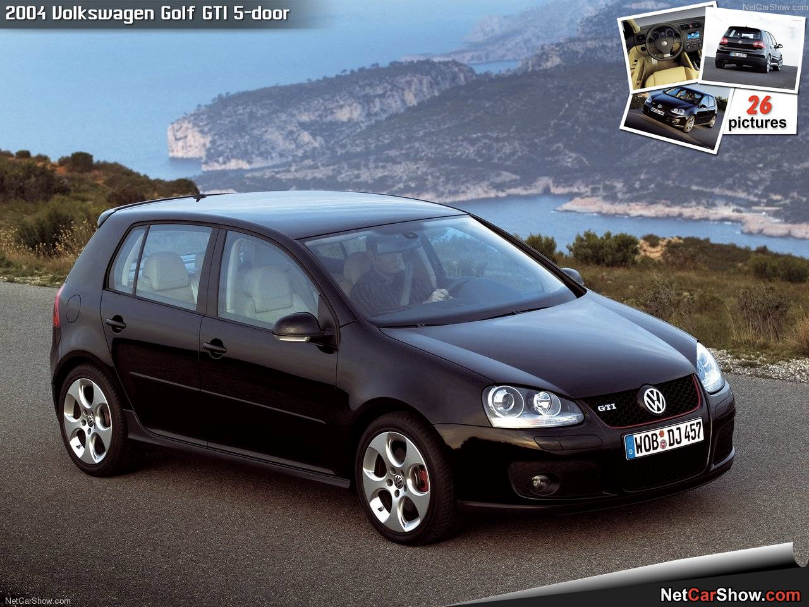 2004 Volkswagen Golf GTI 5-door
NetCarShow.com
26
pictures
GTI
WOB DJ 457
NetCarShow.com
NetCarShow.com